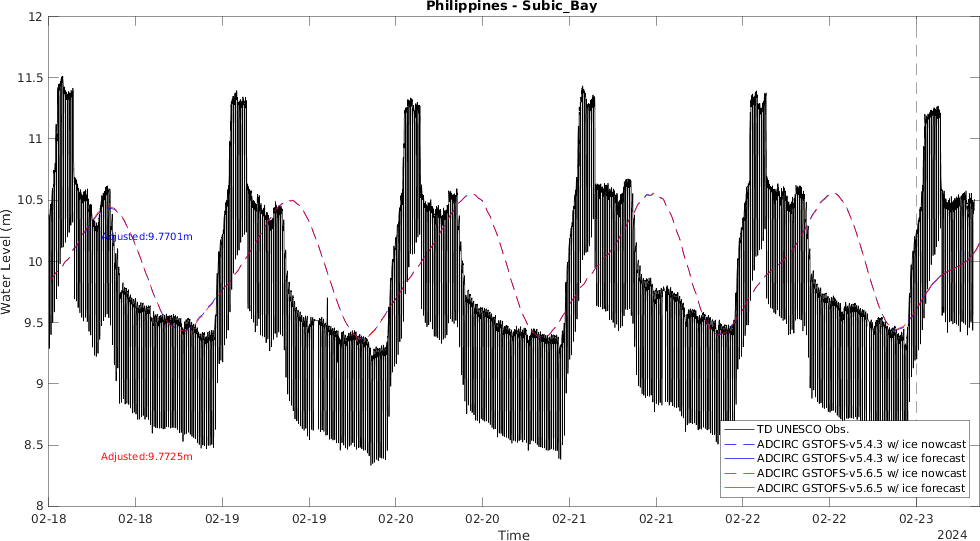 Philippines - Subic_Bay
Water Level (m)
12
11.5
11
10.5
10
9.5
9
8.5
8
Adjusted:9.7701m
Adjusted:9.7725m
TD UNESCO Obs.
ADCIRC GSTOFS-v5.4.3 w/ ice nowcast
ADCIRC GSTOFS-v5.4.3 w/ ice forecast
ADCIRC GSTOFS-v5.6.5 w/ ice nowcast
ADCIRC GSTOFS-v5.6.5 w/ ice forecast
02-18 02-18 02-19 02-19 02-20 02-20 02-21 02-21 02-22 02-22 02-23
Time
2024